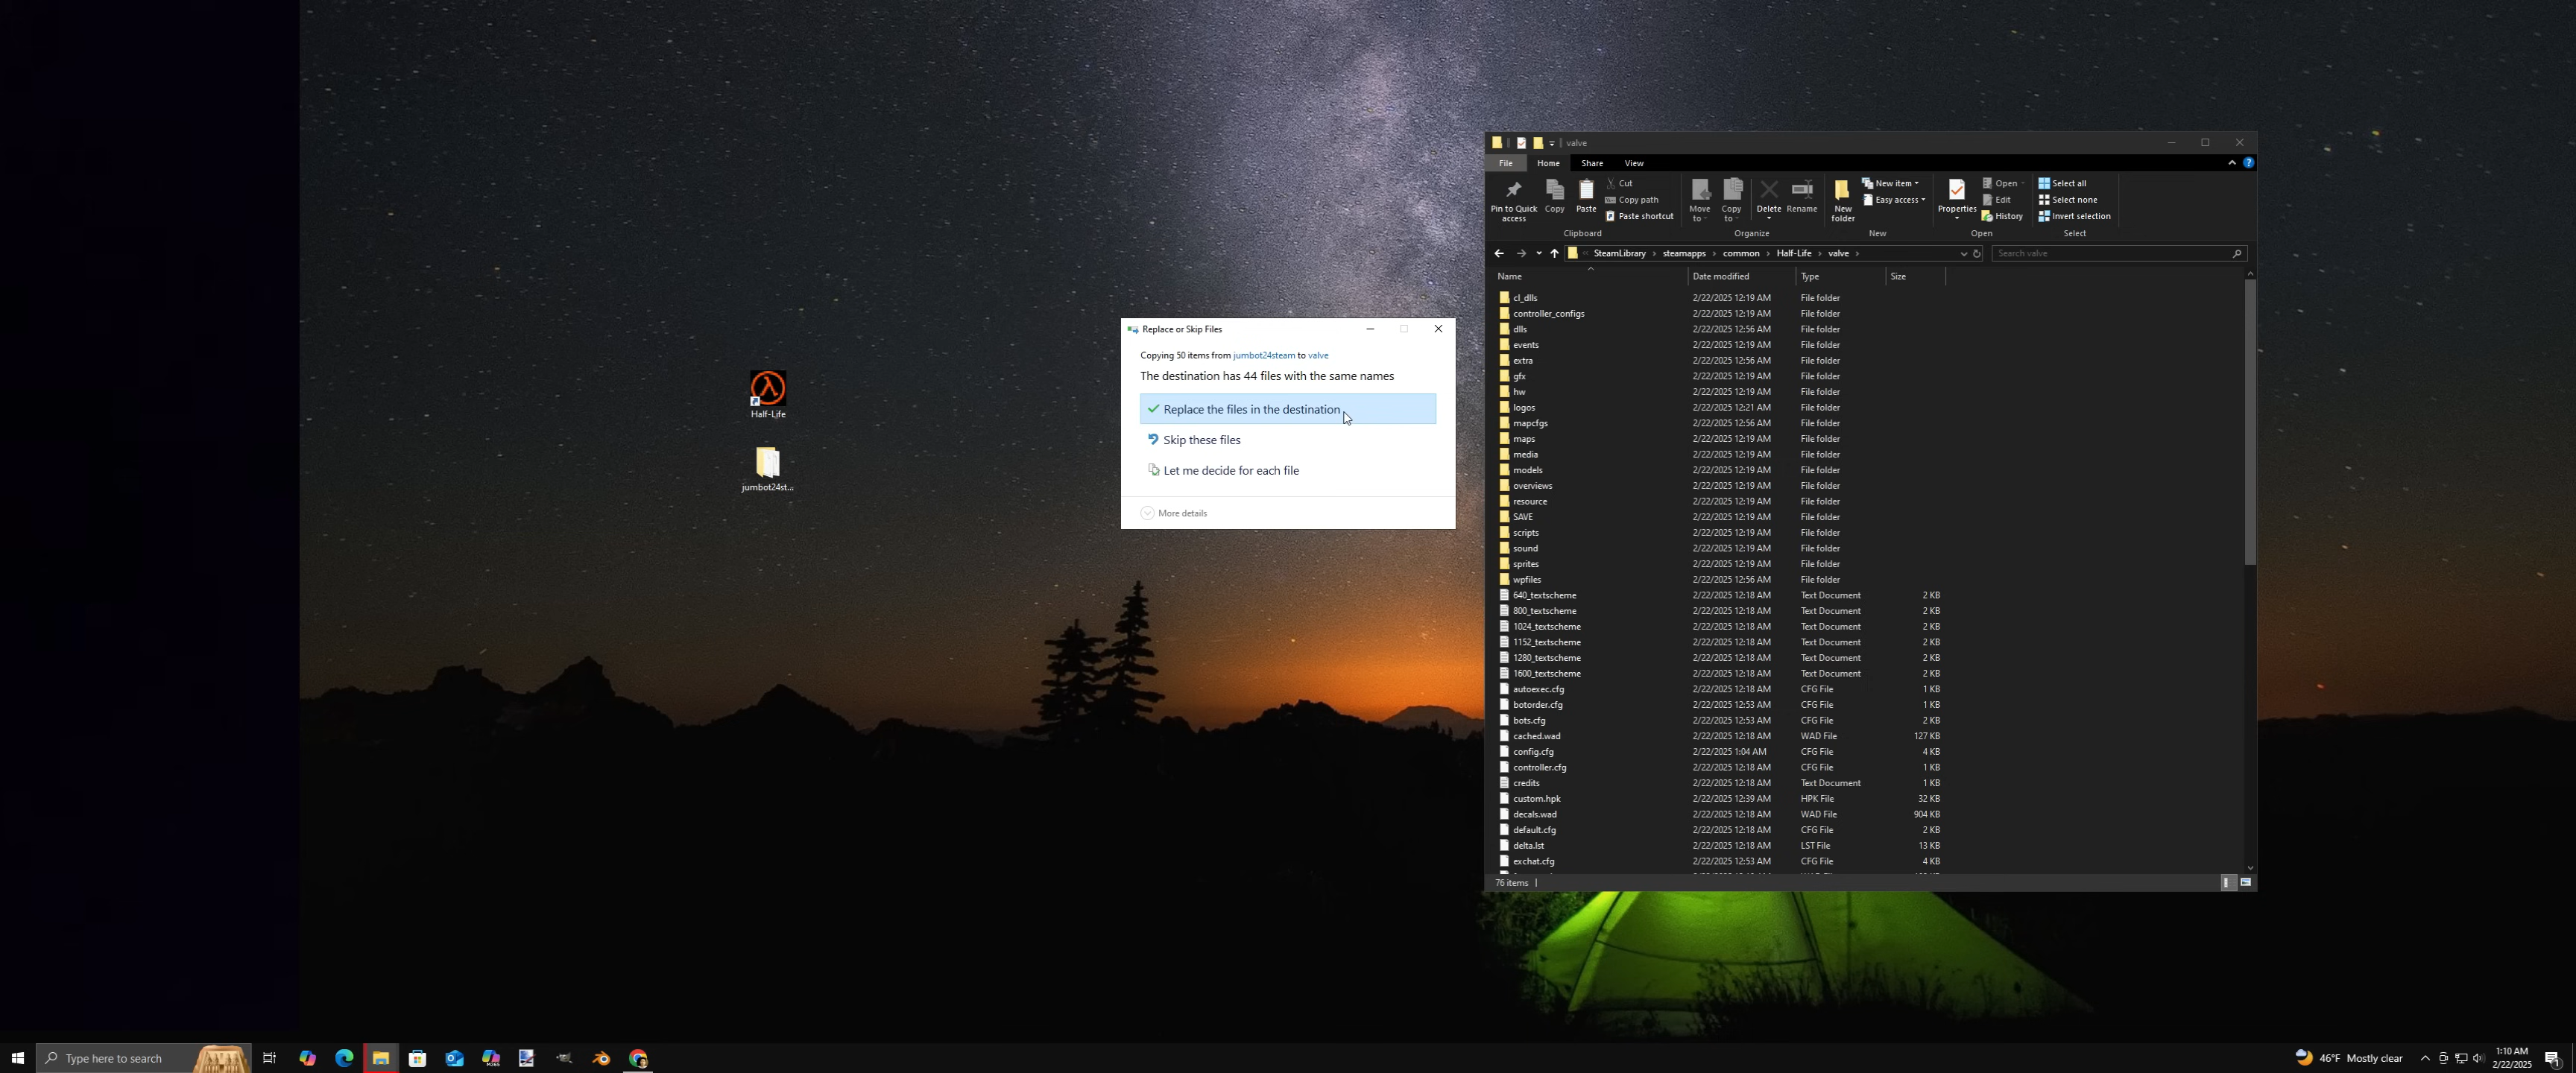 Half-Life
jumbot24st...
Replace or Skip Files
Copying 50 items from jumbot24steam to valve
The destination has 44 files with the same names
Replace the files in the destination
Skip these files
Let me decide for each file
More details
valve
File Home Share View
Pin to Quick access
Copy
Paste
Cut
Copy path
Paste shortcut
Clipboard
Move to
Copy to
Delete
Rename
Organize
New folder
New item
Easy access
New
Properties
Open
Edit
History
Open
Select all
Select none
Invert selection
Select
SteamLibrary steamapps common Half-Life valve
Search valve
Name Date modified Type Size
cl_dlls 2/22/2025 12:19 AM File folder
controller_configs 2/22/2025 12:19 AM File folder
dlls 2/22/2025 12:56 AM File folder
events 2/22/2025 12:19 AM File folder
extra 2/22/2025 12:56 AM File folder
gfx 2/22/2025 12:19 AM File folder
hw 2/22/2025 12:19 AM File folder
logos 2/22/2025 12:21 AM File folder
mapcfgs 2/22/2025 12:56 AM File folder
maps 2/22/2025 12:19 AM File folder
media 2/22/2025 12:19 AM File folder
models 2/22/2025 12:19 AM File folder
overviews 2/22/2025 12:19 AM File folder
resource 2/22/2025 12:19 AM File folder
SAVE 2/22/2025 12:19 AM File folder
scripts 2/22/2025 12:19 AM File folder
sound 2/22/2025 12:19 AM File folder
sprites 2/22/2025 12:19 AM File folder
wpfiles 2/22/2025 12:56 AM File folder
640_textscheme 2/22/2025 12:18 AM Text Document 2 KB
800_textscheme 2/22/2025 12:18 AM Text Document 2 KB
1024_textscheme 2/22/2025 12:18 AM Text Document 2 KB
1152_textscheme 2/22/2025 12:18 AM Text Document 2 KB
1280_textscheme 2/22/2025 12:18 AM Text Document 2 KB
1600_textscheme 2/22/2025 12:18 AM Text Document 2 KB
autoexec.cfg 2/22/2025 12:18 AM CFG File 1 KB
botorder.cfg 2/22/2025 12:53 AM CFG File 1 KB
bots.cfg 2/22/2025 12:53 AM CFG File 2 KB
cached.wad 2/22/2025 12:18 AM WAD File 127 KB
config.cfg 2/22/2025 1:04 AM CFG File 4 KB
controller.cfg 2/22/2025 12:18 AM CFG File 1 KB
credits 2/22/2025 12:18 AM Text Document 1 KB
custom.hpk 2/22/2025 12:39 AM HPK File 32 KB
decals.wad 2/22/2025 12:18 AM WAD File 904 KB
default.cfg 2/22/2025 12:18 AM CFG File 2 KB
delta.lst 2/22/2025 12:18 AM LST File 13 KB
exchat.cfg 2/22/2025 12:53 AM CFG File 4 KB
76 items
Type here to search
M365
46°F Mostly clear
1:10 AM
2/22/2025
1